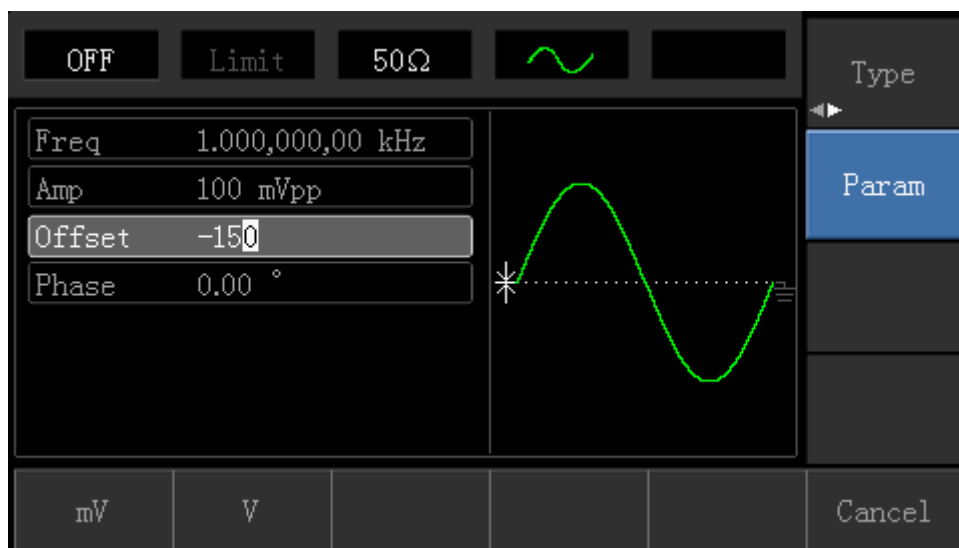 OFF Limit 50Ω
Type
Freq 1.000,000,00 kHz
Amp 100 mVpp
Param
Offset -150
Phase 0.00 °
mV V Cancel